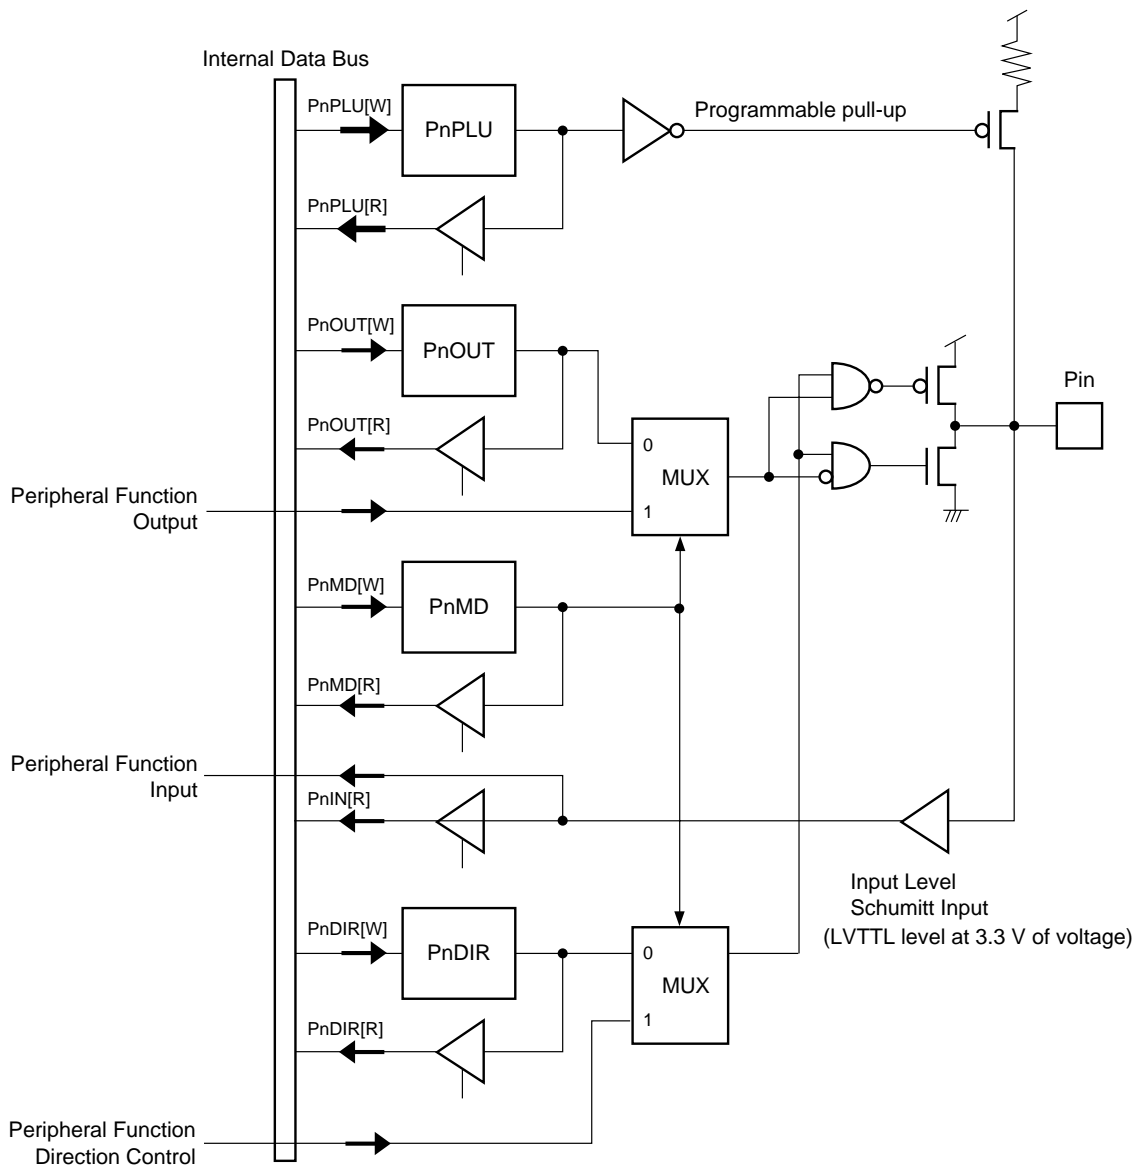 Internal Data Bus
PnPLU[W]
PnPLU
Programmable pull-up
PnPLU[R]
PnOUT[W]
PnOUT
PnOUT[R]
Pin
0
MUX
1
Peripheral Function
Output
PnMD[W]
PnMD
PnMD[R]
Peripheral Function
Input
PnIN[R]
Input Level
Schumitt Input
(LVTTL level at 3.3 V of voltage)
PnDIR[W]
PnDIR
0
MUX
1
PnDIR[R]
Peripheral Function
Direction Control